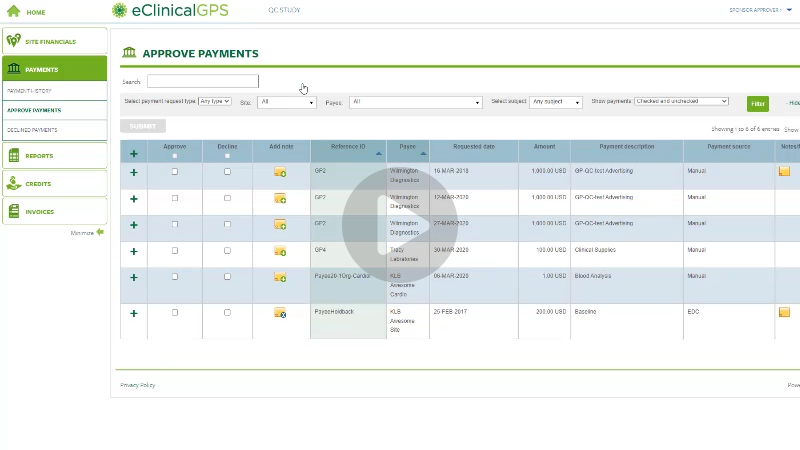 HOME
eClinicalGPS
QC STUDY
SPONSOR APPROVER
SITE FINANCIALS
PAYMENTS
PAYMENT HISTORY
APPROVE PAYMENTS
DECLINED PAYMENTS
REPORTS
CREDITS
INVOICES
Minimize
APPROVE PAYMENTS
Search:
Select payment request type: Any type Site: All Payee: All Select subject Any subject Show payments: Checked and unchecked Filter - Hide
SUBMIT
Showing 1 to 6 of 6 entries Show
Approve Decline Add note Reference ID Payee Requested date Amount Payment description Payment source
GP2 Wilmington Diagnostics 16-MAR-2018 1,000.00 USD GP-QC-test Advertising Manual
GP2 Wilmington Diagnostics 12-MAR-2020 1,000.00 USD GP-QC-test Advertising Manual
GP2 Wilmington Diagnostics 27-MAR-2020 1,000.00 USD GP-QC-test Advertising Manual
GP4 Tracy Labratories 30-MAR-2020 100.00 USD Clinical Supplies Manual
Payee20-1Org-Cardiol KLB Awesome Cardio 06-MAR-2020 1.00 USD Blood Analysis Manual
PayeeHoldback KLB Awesome Site 25-FEB-2017 200.00 USD Baseline EDC
Privacy Policy